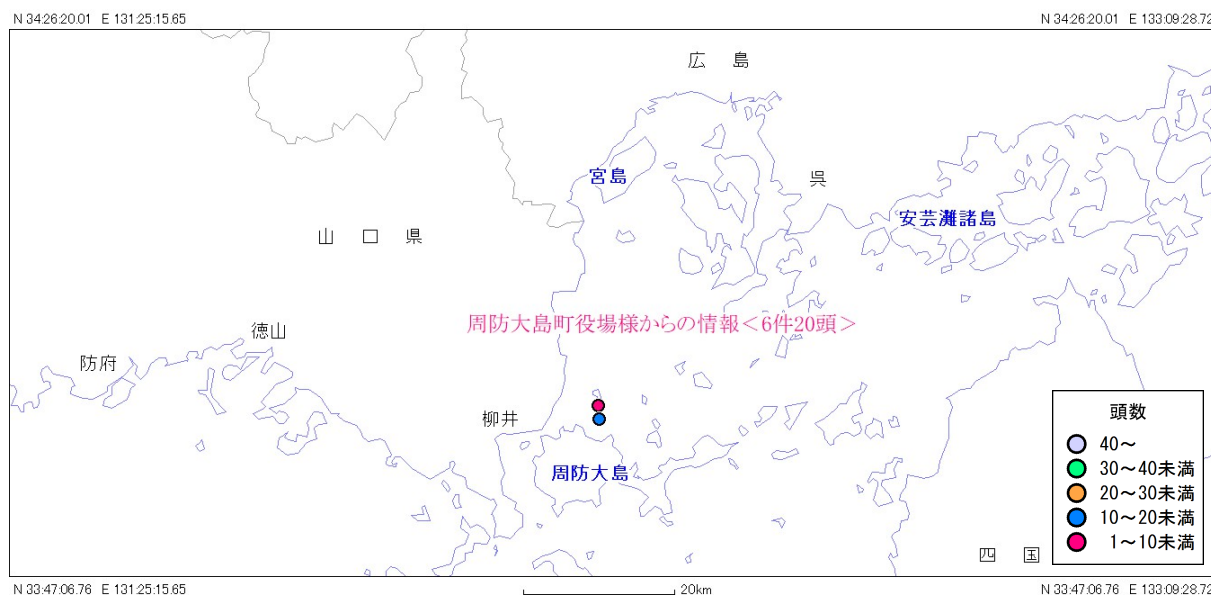 N 34:26:20.01 E 131:25:15.65
N 34:26:20.01 E 133:09:28.72
広 島
宮島
呉
安芸灘諸島
山 口 県
周防大島町役場様からの情報＜6件20頭＞
徳山
防府
柳井
周防大島
頭数
40～
30～40未満
20～30未満
10～20未満
1～10未満
四 国
N 33:47:06.76 E 131:25:15.65
20km
N 33:47:06.76 E 133:09:28.72